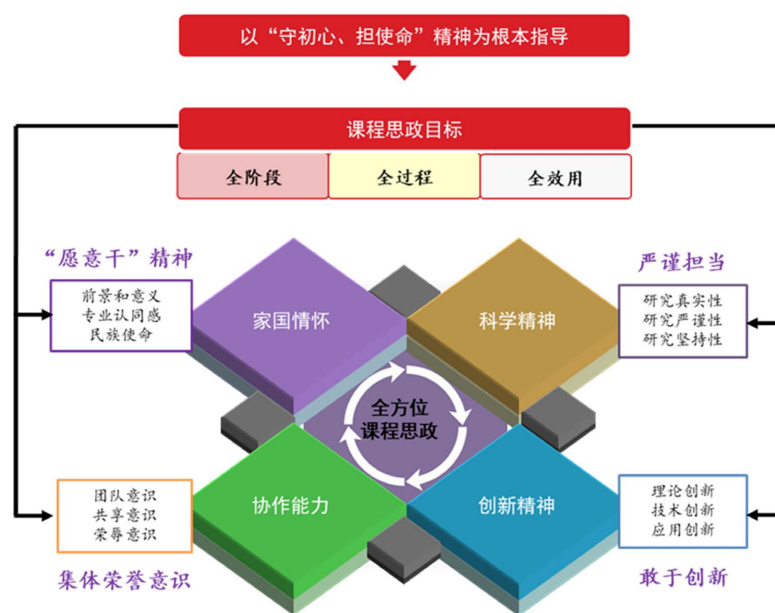 以“守初心、担使命”精神为根本指导
课程思政目标
全阶段
全过程
全效用
“愿意干”精神
前景和意义
专业认同感
民族使命
家国情怀
科学精神
严谨担当
研究真实性
研究严谨性
研究坚持性
全方位
课程思政
团队意识
共享意识
荣辱意识
集体荣誉意识
协作能力
创新精神
理论创新
技术创新
应用创新
敢于创新